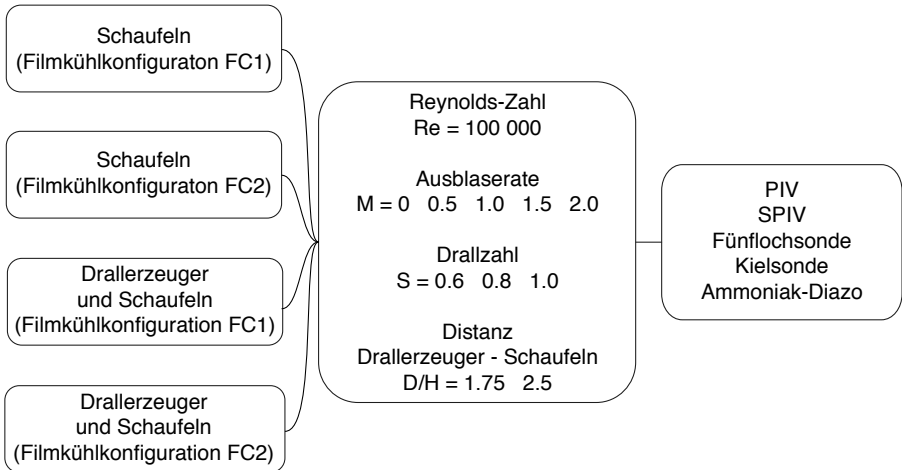 Schaufeln
(Filmkühlkonfiguraton FC1)
Schaufeln
(Filmkühlkonfiguraton FC2)
Drallerzeuger
und Schaufeln
(Filmkühlkonfiguration FC1)
Drallerzeuger
und Schaufeln
(Filmkühlkonfiguration FC2)
Reynolds-Zahl
Re = 100 000
Ausblaserate
M = 0 0.5 1.0 1.5 2.0
Drallzahl
S = 0.6 0.8 1.0
Distanz
Drallerzeuger - Schaufeln
D/H = 1.75 2.5
PIV
SPIV
Fünflochsonde
Kielsonde
Ammoniak-Diazo